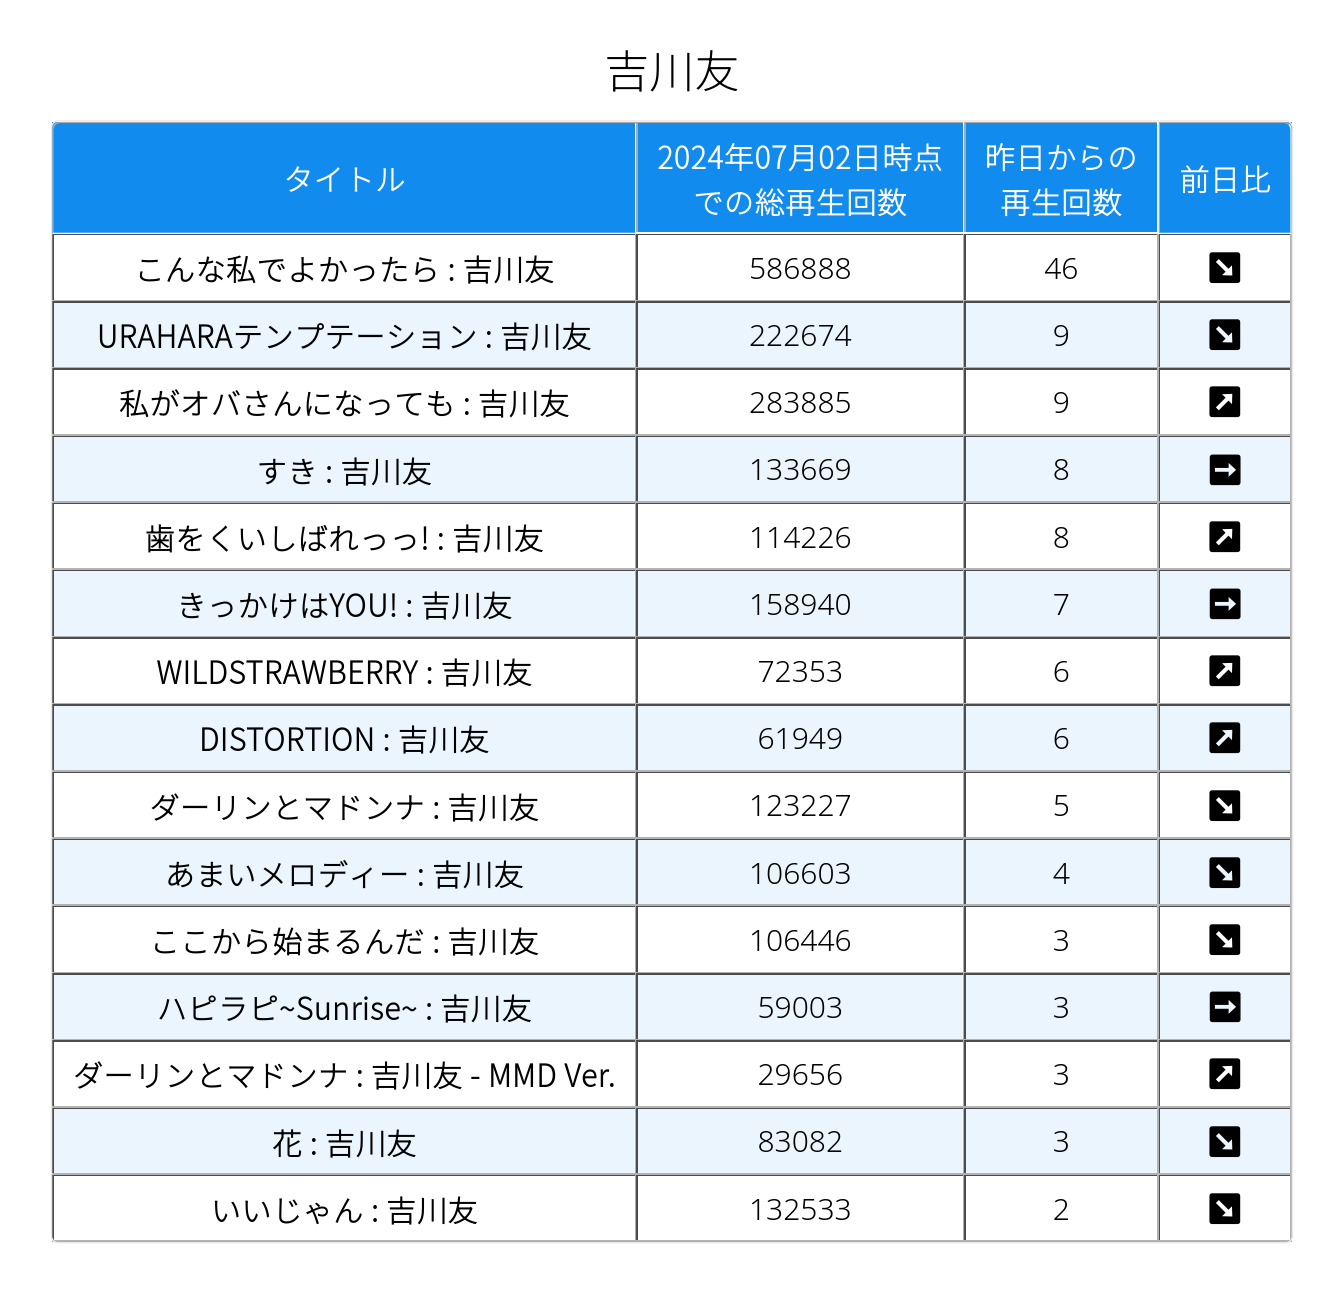 吉川友
タイトル 2024年07月02日時点での総再生回数 昨日からの再生回数 前日比
こんな私でよかったら : 吉川友 586888 46 ↘
URAHARAテンプテーション : 吉川友 222674 9 ↘
私がオバさんになっても : 吉川友 283885 9 ↗
すき : 吉川友 133669 8 →
歯をくいしばれっっ! : 吉川友 114226 8 ↗
きっかけはYOU! : 吉川友 158940 7 →
WILDSTRAWBERRY : 吉川友 72353 6 ↗
DISTORTION : 吉川友 61949 6 ↗
ダーリンとマドンナ : 吉川友 123227 5 ↘
あまいメロディー : 吉川友 106603 4 ↘
ここから始まるんだ : 吉川友 106446 3 ↘
ハピラピ~Sunrise~ : 吉川友 59003 3 →
ダーリンとマドンナ : 吉川友 - MMD Ver. 29656 3 ↗
花 : 吉川友 83082 3 ↘
いいじゃん : 吉川友 132533 2 ↘